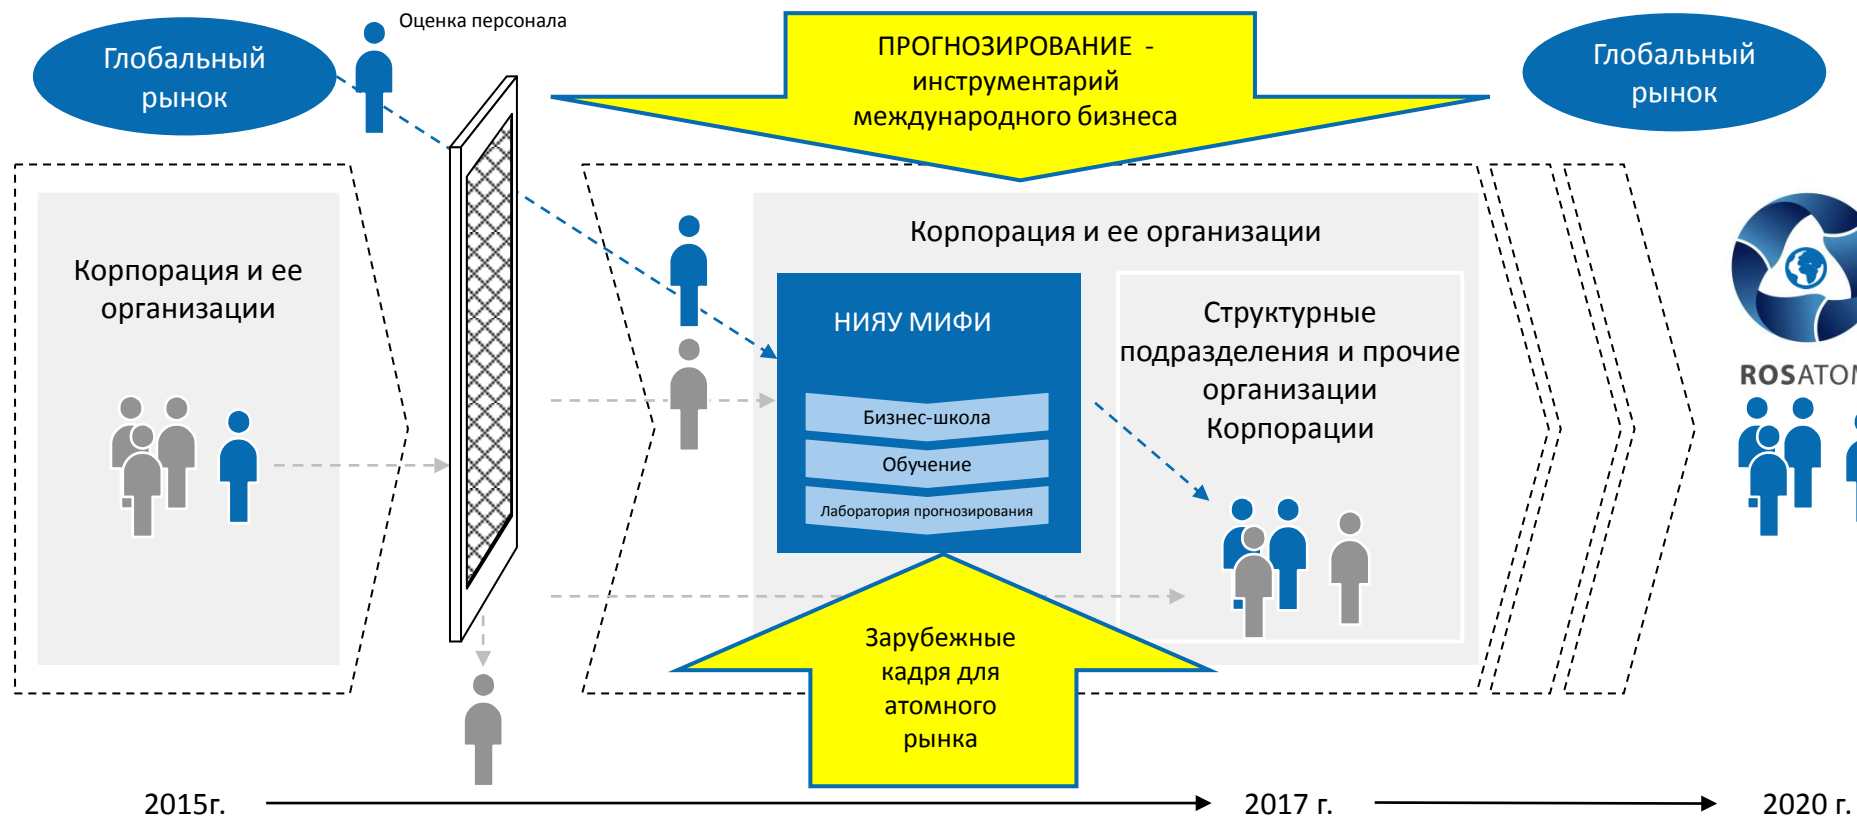 Оценка персонала
Глобальный
рынок
ПРОГНОЗИРОВАНИЕ -
инструментарий
международного бизнеса
Глобальный
рынок
Корпорация и ее
организации
Корпорация и ее организации
НИЯУ МИФИ
Бизнес-школа
Обучение
Лаборатория прогнозирования
Структурные
подразделения и прочие
организации
Корпорации
ROSATOM
Зарубежные
кадря для
атомного
рынка
2015г.
2017 г.
2020 г.